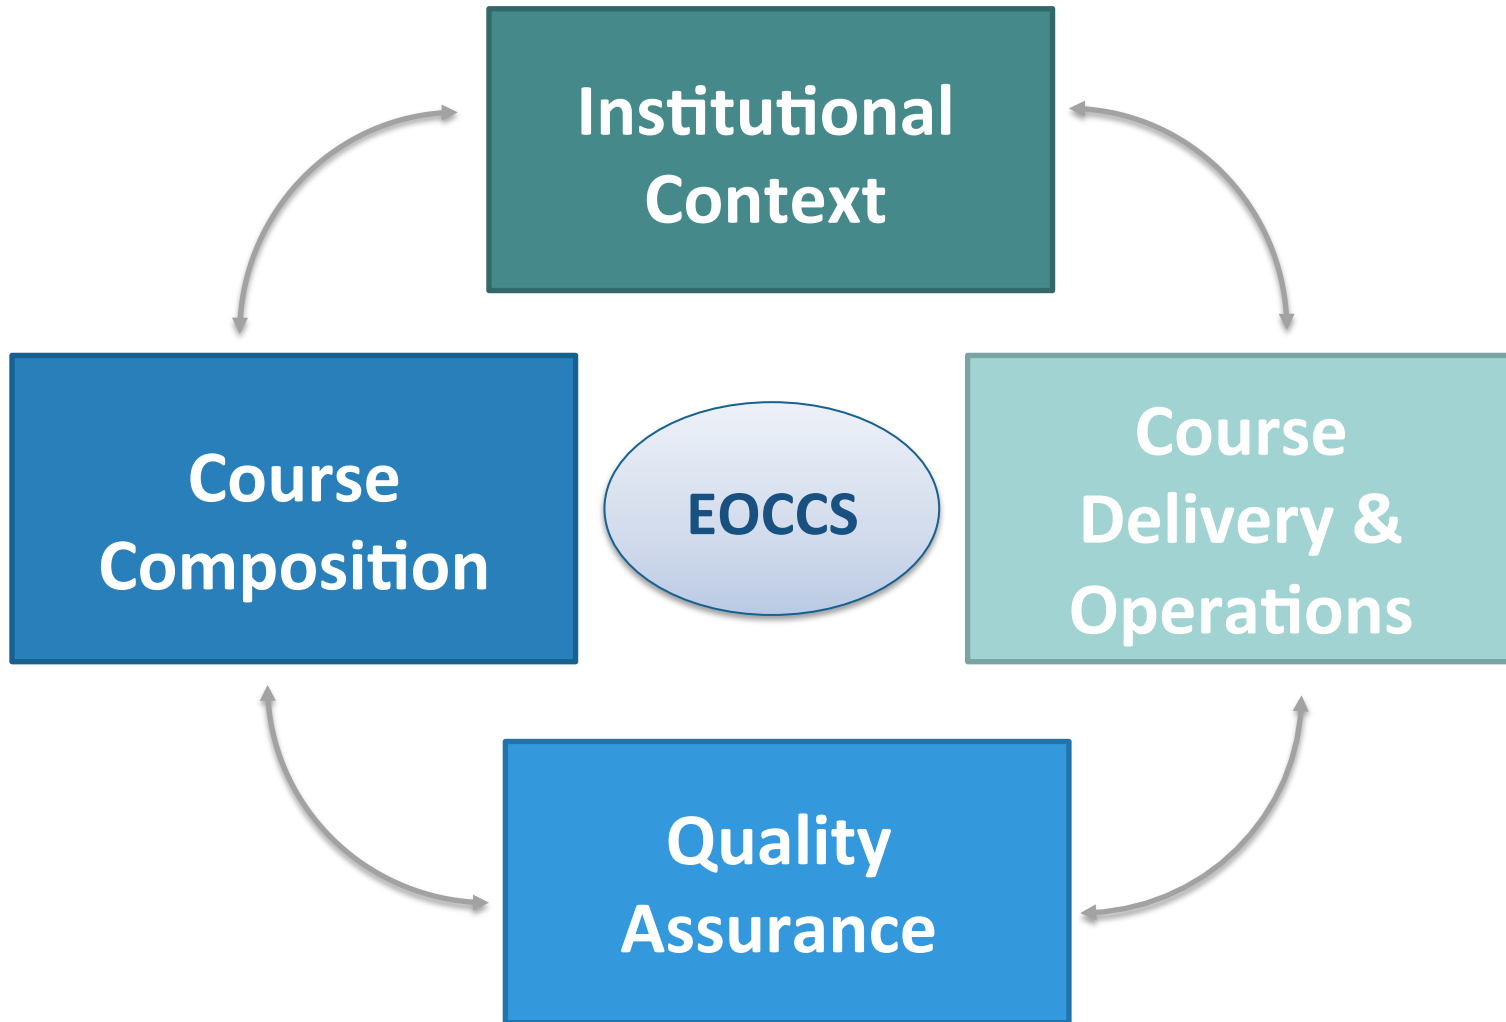 Institutional
Context
Course
Composition
EOCCS
Course
Delivery &
Operations
Quality
Assurance